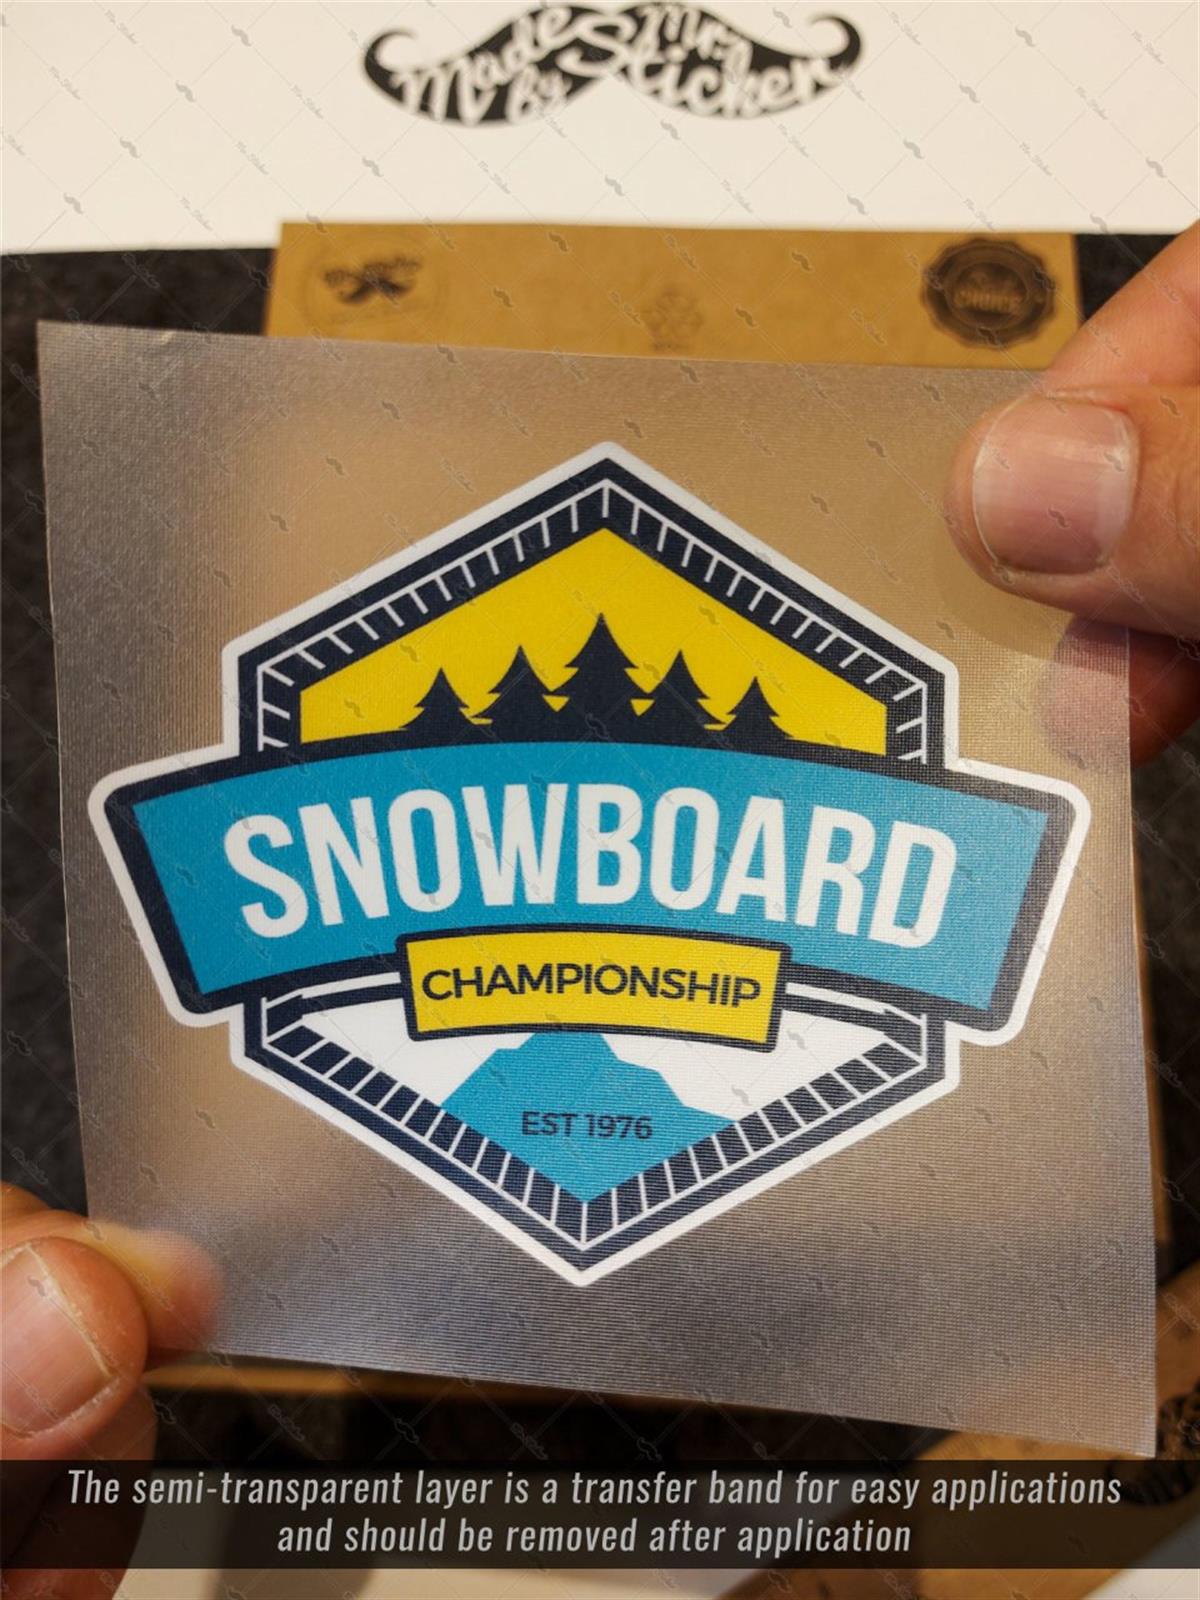 Made by Mr. Sticker
SNOWBOARD
CHAMPIONSHIP
EST 1976
The semi-transparent layer is a transfer band for easy applications
and should be removed after application